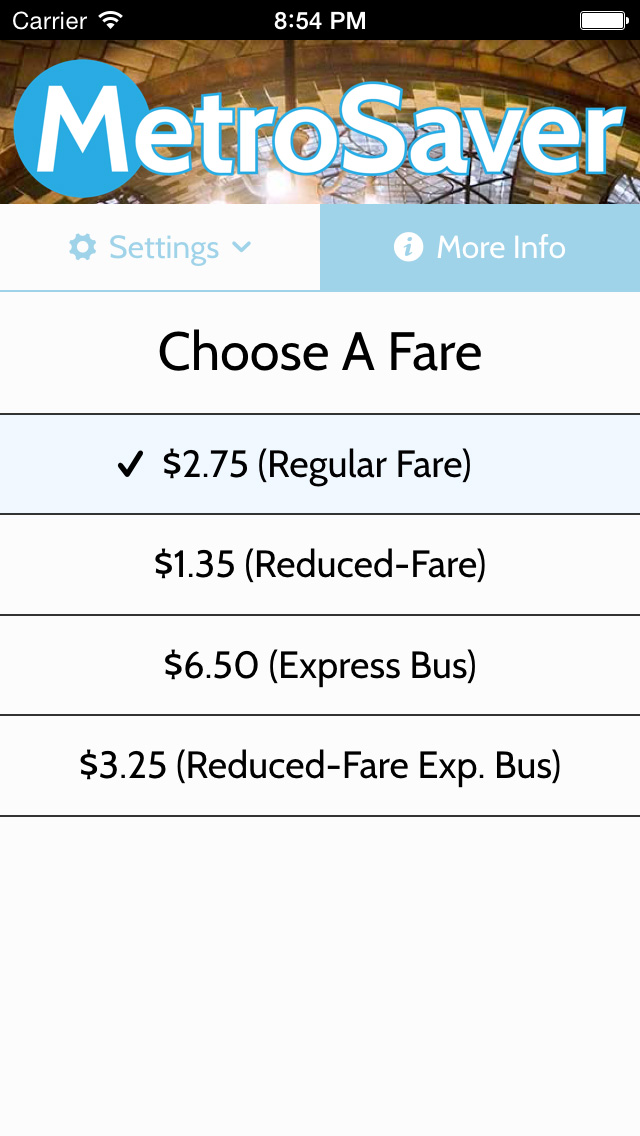 Carrier 8:54 PM
MetroSaver
Settings More Info
Choose A Fare
$2.75 (Regular Fare)
$1.35 (Reduced-Fare)
$6.50 (Express Bus)
$3.25 (Reduced-Fare Exp. Bus)